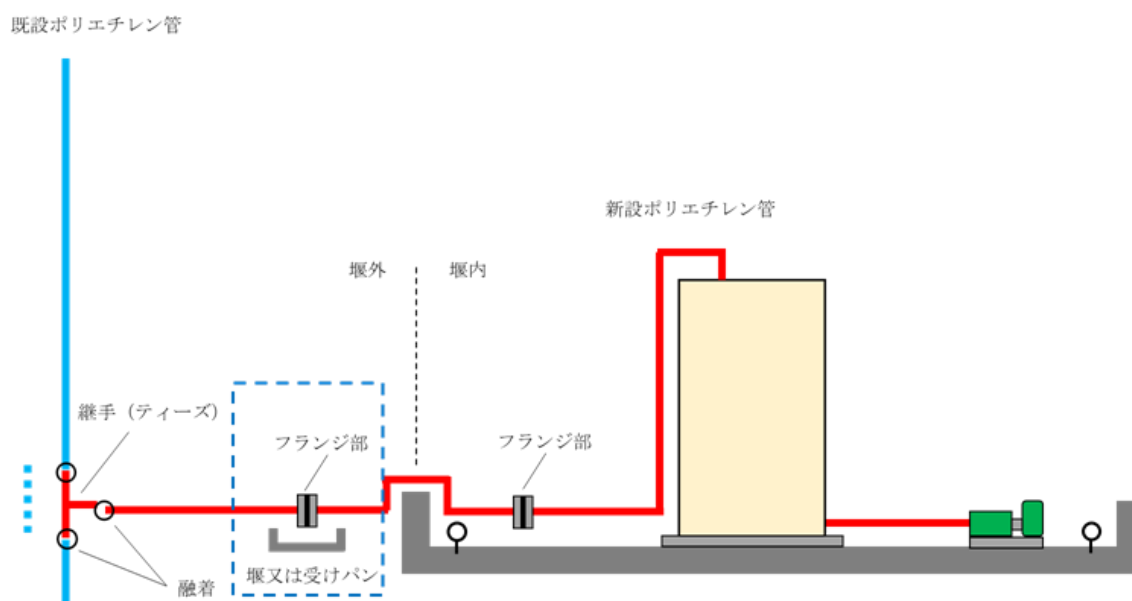 既設ポリエチレン管
新設ポリエチレン管
堰外
堰内
継手（ティーズ）
フランジ部
フランジ部
堰又は受けパン
融着